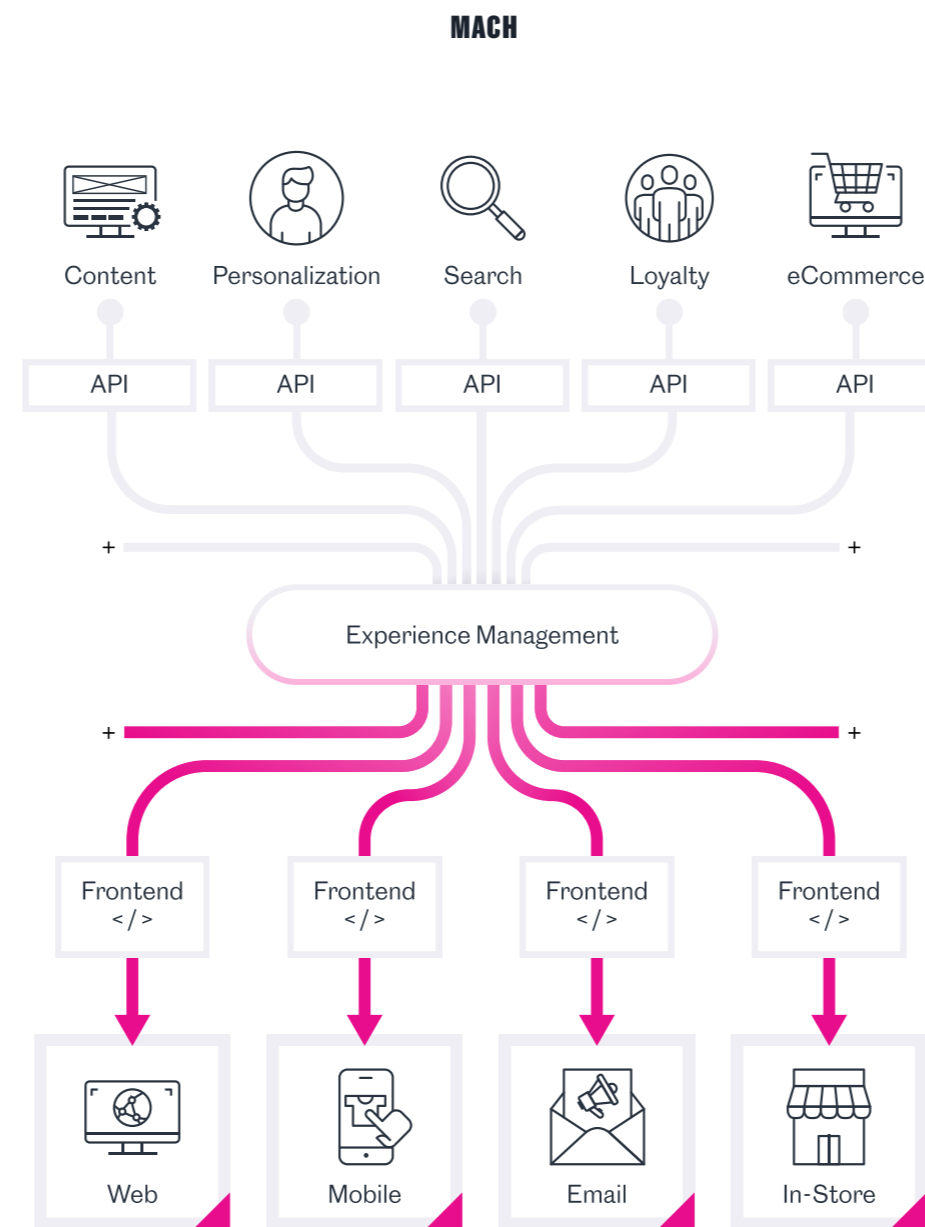 MACH
Content
Personalization
Search
Loyalty
eCommerce
API
API
API
API
API
+
+
Experience Management
+
+
Frontend
</>
Frontend
</>
Frontend
</>
Frontend
</>
Web
Mobile
Email
In-Store